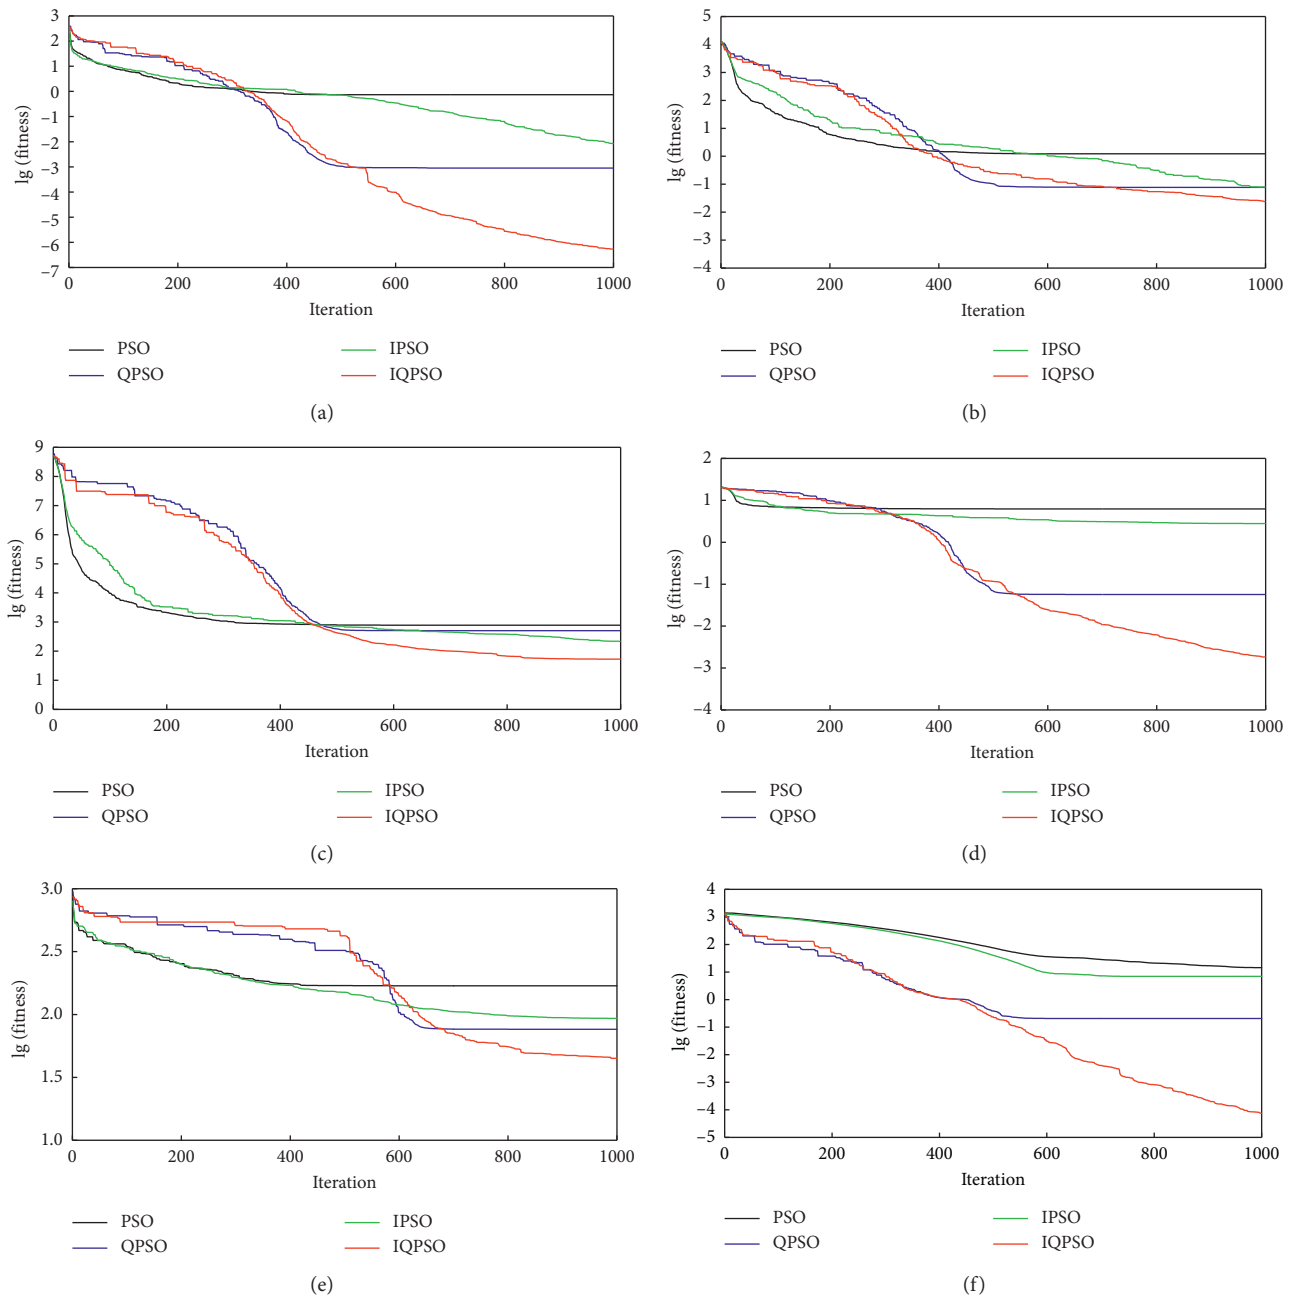 3
2
1
0
−1
−2
−3
−4
−5
−6
−7
lg (fitness)
0 200 400 600 800 1000
Iteration
PSO IPSO
QPSO IQPSO
(a)
5
4
3
2
1
0
−1
−2
−3
−4
lg (fitness)
0 200 400 600 800 1000
Iteration
PSO IPSO
QPSO IQPSO
(b)
9
8
7
6
5
4
3
2
1
0
lg (fitness)
0 200 400 600 800 1000
Iteration
PSO IPSO
QPSO IQPSO
(c)
2
1
0
−1
−2
−3
−4
lg (fitness)
0 200 400 600 800 1000
Iteration
PSO IPSO
QPSO IQPSO
(d)
3.0
2.5
2.0
1.5
1.0
lg (fitness)
0 200 400 600 800 1000
Iteration
PSO IPSO
QPSO IQPSO
(e)
4
3
2
1
0
−1
−2
−3
−4
−5
lg (fitness)
0 200 400 600 800 1000
Iteration
PSO IPSO
QPSO IQPSO
(f)